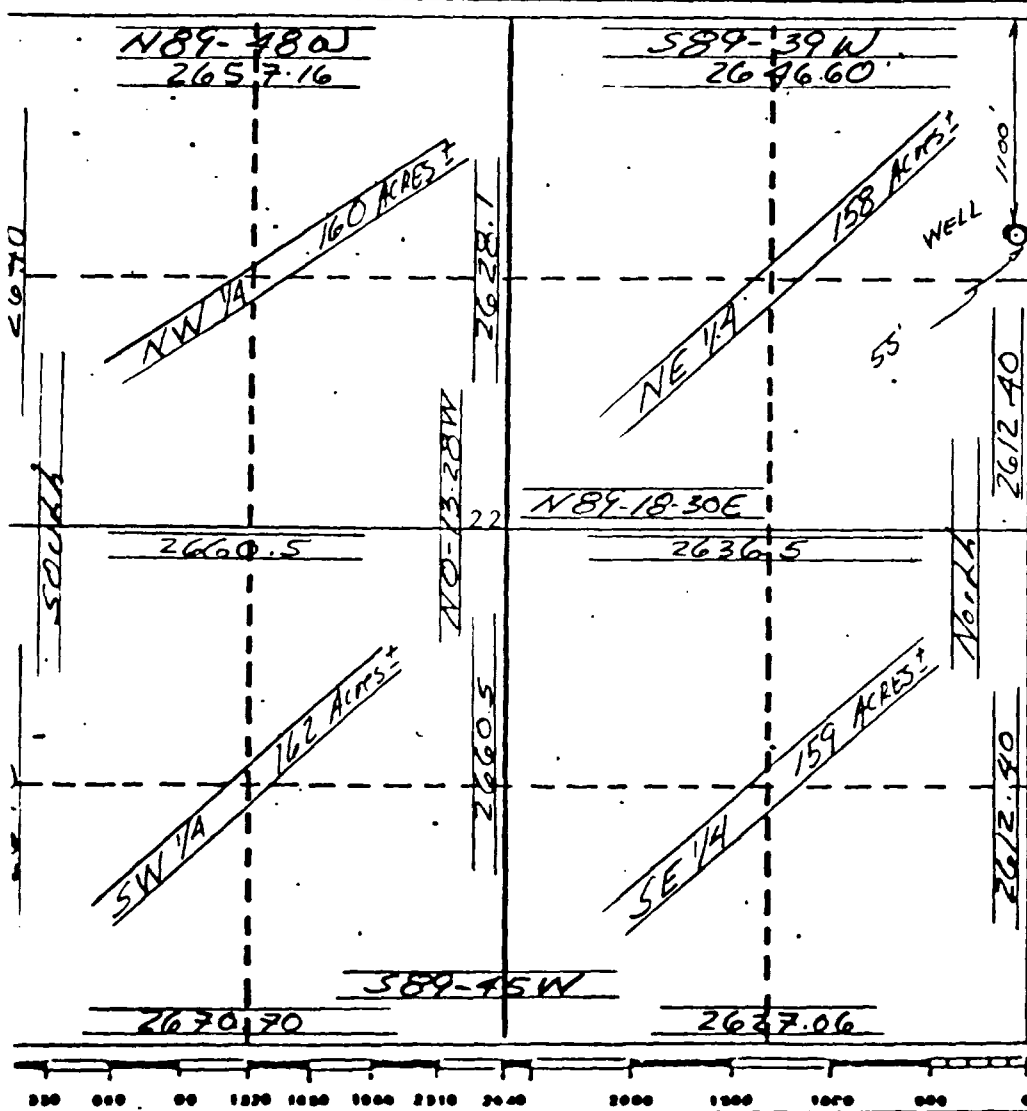 N89-48W
2657.16
S89-39W
2646.60
1100'
WELL
55'
NW 1/4 160 ACRES ±
2628.1
NE 1/4 158 Acres ±
2640
South
N0-13-28W
22
N89-18-30E
2612.40
2660.5
2636.5
North
SW 1/4 162 Acres ±
2660.5
SE 1/4 159 ACRES ±
2612.40
S89-45W
2670.70